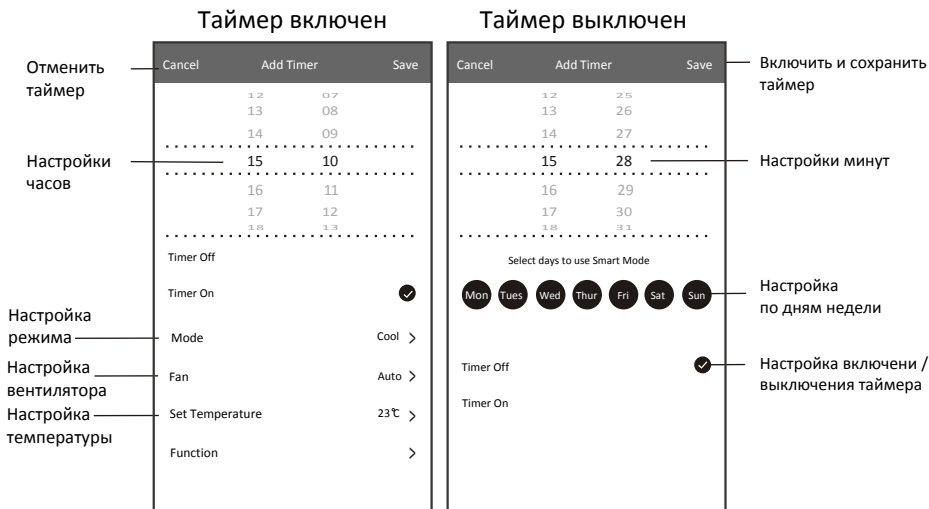 Таймер включен
Таймер выключен
Отменить
таймер
Настройки
часов
Настройка
режима
Настройка
вентилятора
Настройка
температуры
Cancel Add Timer Save
12 07
13 08
14 09
15 10
16 11
17 12
18 13
Timer Off
Timer On
Mode Cool >
Fan Auto >
Set Temperature 23℃ >
Function >
Cancel Add Timer Save
12 25
13 26
14 27
15 28
16 29
17 30
18 31
Select days to use Smart Mode
Mon Tues Wed Thur Fri Sat Sun
Timer Off
Timer On
Включить и сохранить
таймер
Настройки минут
Настройка
по дням недели
Настройка включени /
выключения таймера